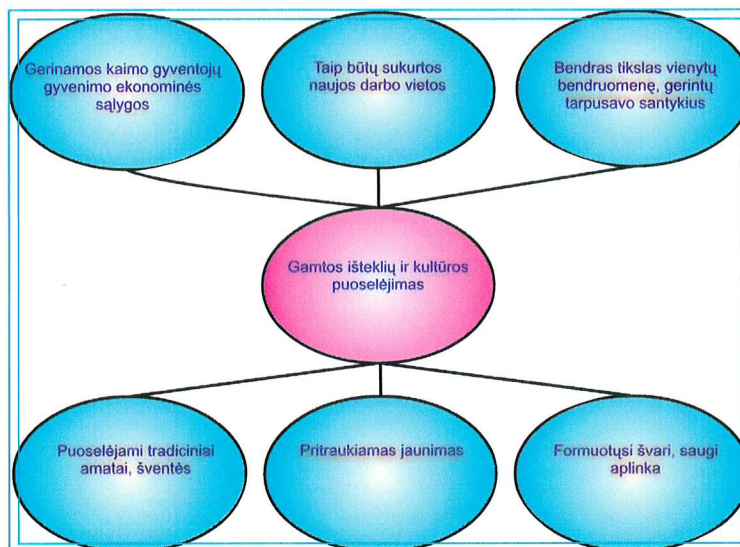 Gerinamos kaimo gyventojų
gyvenimo ekonominės
sąlygos
Taip būtų sukurtos
naujos darbo vietos
Bendras tikslas vienytų
bendruomenę, gerintų
tarpusavo santykius
Gamtos išteklių ir kultūros
puoselėjimas
Puoselėjami tradiciniai
amatai, šventės
Pritraukiamas jaunimas
Formuotųsi švari, saugi
aplinka